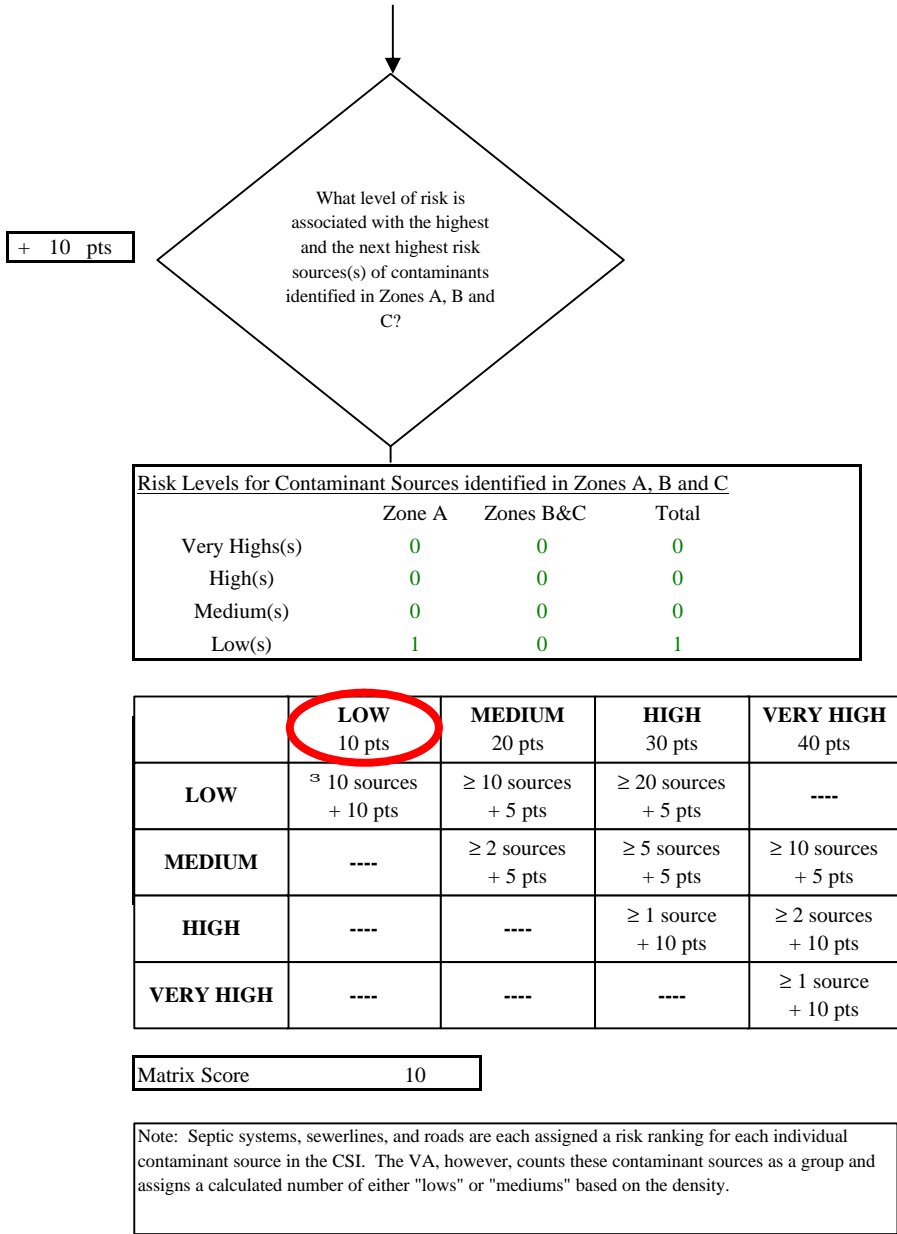 What level of risk is
associated with the highest
and the next highest risk
sources(s) of contaminants
identified in Zones A, B and
C?
+ 10 pts
Risk Levels for Contaminant Sources identified in Zones A, B and C
Zone A Zones B&C Total
Very Highs(s) 0 0 0
High(s) 0 0 0
Medium(s) 0 0 0
Low(s) 1 0 1
LOW MEDIUM HIGH VERY HIGH
10 pts 20 pts 30 pts 40 pts
LOW ³ 10 sources ≥ 10 sources ≥ 20 sources ----
+ 10 pts + 5 pts + 5 pts
MEDIUM ---- ≥ 2 sources ≥ 5 sources ≥ 10 sources
+ 5 pts + 5 pts + 5 pts
HIGH ---- ---- ≥ 1 source ≥ 2 sources
+ 10 pts + 10 pts
VERY HIGH ---- ---- ---- ≥ 1 source
+ 10 pts
Matrix Score 10
Note: Septic systems, sewerlines, and roads are each assigned a risk ranking for each individual
contaminant source in the CSI. The VA, however, counts these contaminant sources as a group and
assigns a calculated number of either "lows" or "mediums" based on the density.